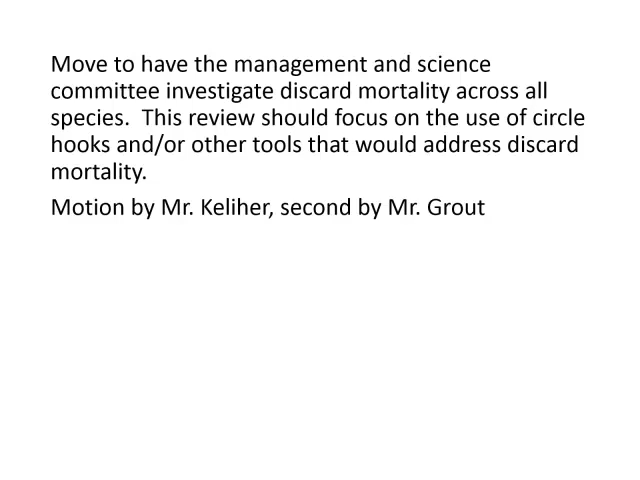 Move to have the management and science
committee investigate discard mortality across all
species.  This review should focus on the use of circle
hooks and/or other tools that would address discard
mortality.
Motion by Mr. Keliher, second by Mr. Grout